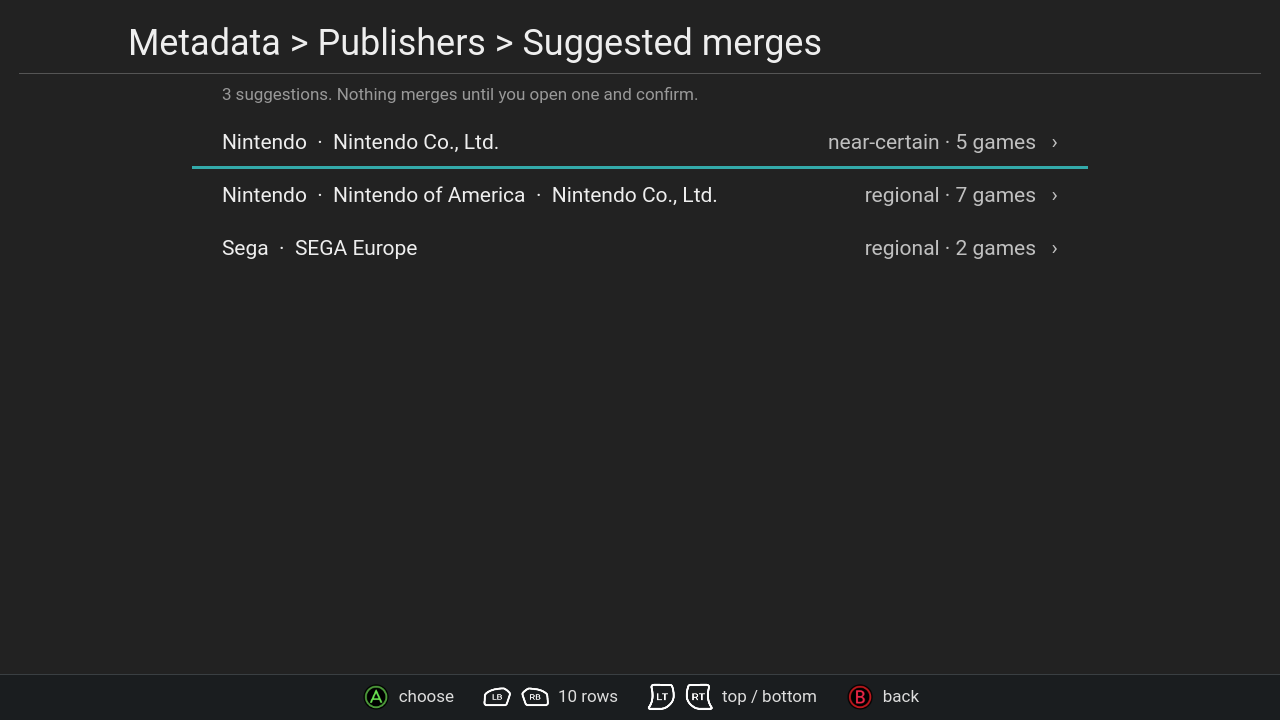 Metadata > Publishers > Suggested merges
3 suggestions. Nothing merges until you open one and confirm.
Nintendo · Nintendo Co., Ltd. near-certain · 5 games ›
Nintendo · Nintendo of America · Nintendo Co., Ltd. regional · 7 games ›
Sega · SEGA Europe regional · 2 games ›
A choose LB RB 10 rows LT RT top / bottom B back